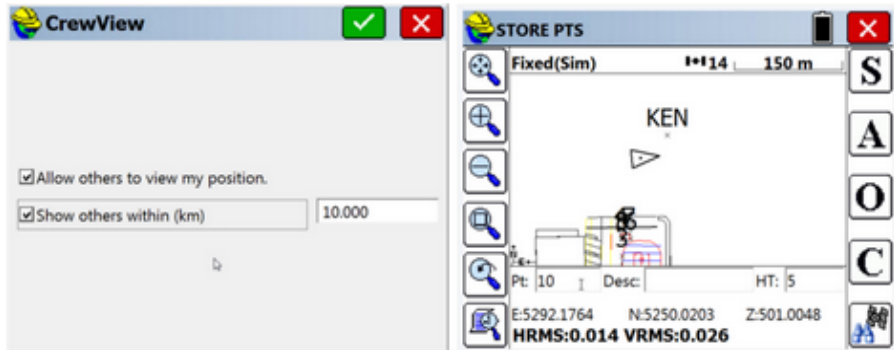 CrewView
Allow others to view my position.
Show others within (km)
10.000
STORE PTS
Fixed(Sim)
14
150 m
KEN
S
A
O
C
Pt: 10
Desc:
HT: 5
E:5292.1764
N:5250.0203
Z:501.0048
HRMS:0.014 VRMS:0.026